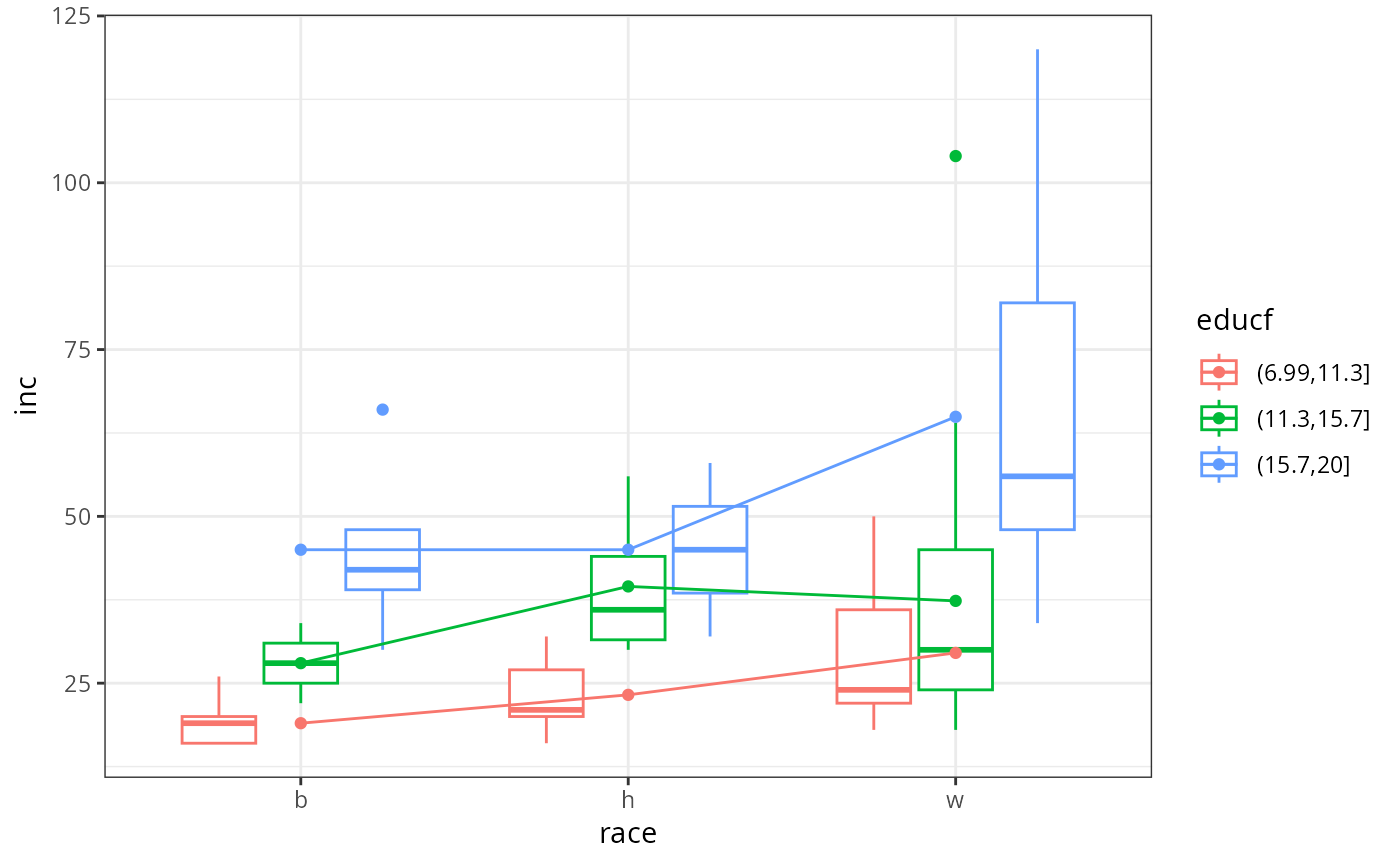 125
100
75
50
25
inc
b h w
race
educf
(6.99,11.3]
(11.3,15.7]
(15.7,20]